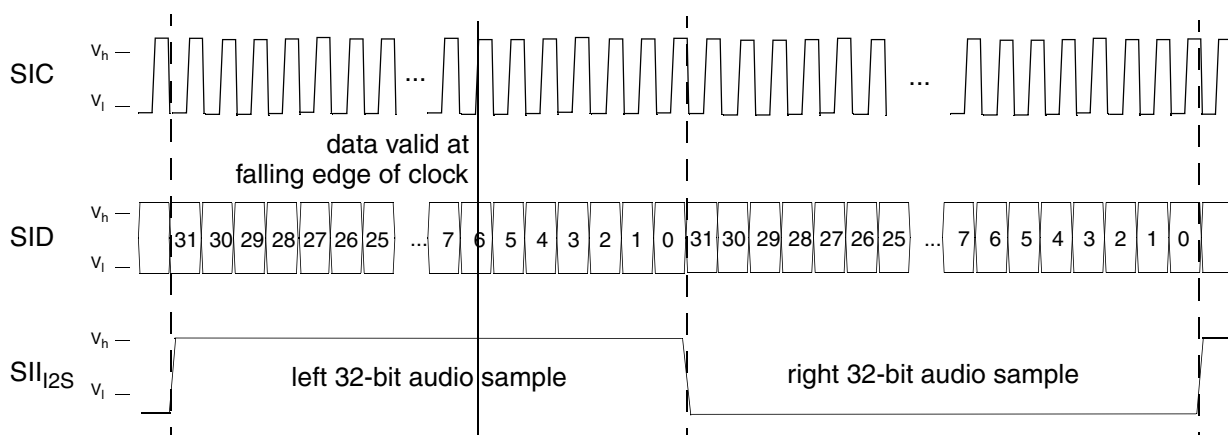 SIC
Vh
Vl
... ...
data valid at
falling edge of clock
SID
Vh
Vl
31 30 29 28 27 26 25 ... 7 6 5 4 3 2 1 0 31 30 29 28 27 26 25 ... 7 6 5 4 3 2 1 0
SII I2S
Vh
Vl
left 32-bit audio sample
right 32-bit audio sample